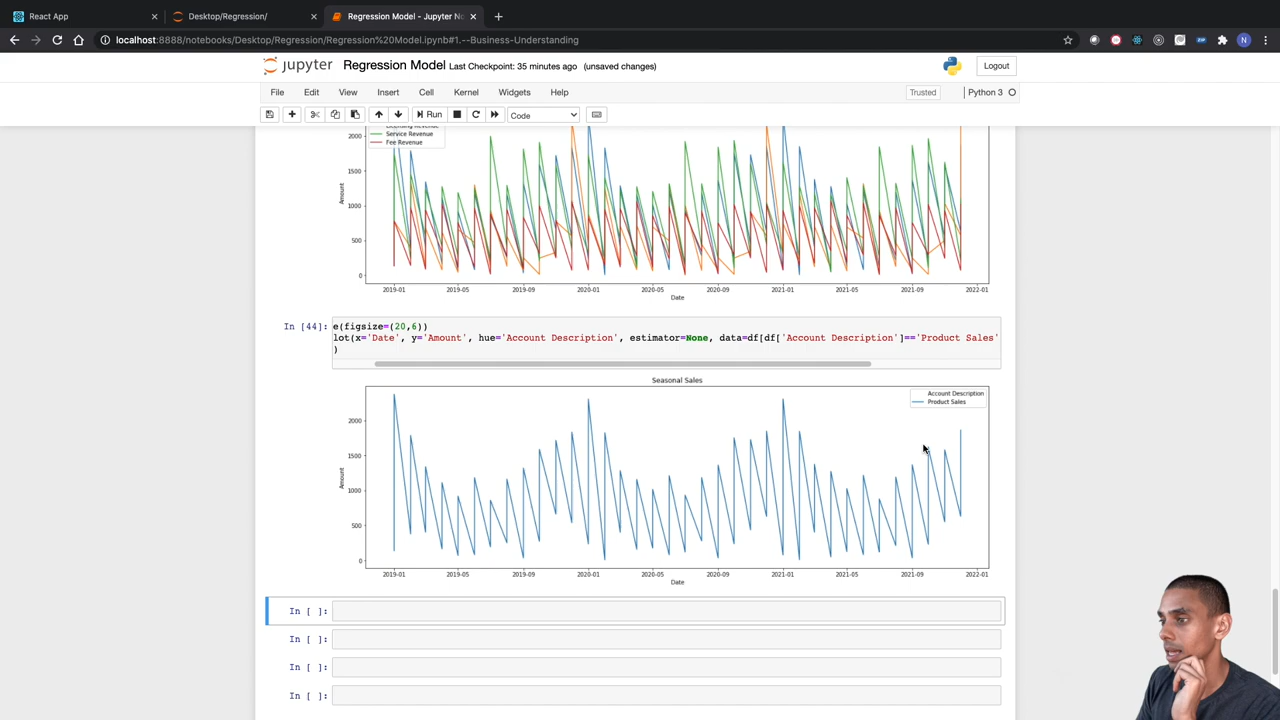 React App
Desktop/Regression/
Regression Model - Jupyter No
localhost:8888/notebooks/Desktop/Regression/Regression%20Model.ipynb#1.--Business-Understanding
N
jupyter Regression Model Last Checkpoint: 35 minutes ago (unsaved changes)
Logout
File Edit View Insert Cell Kernel Widgets Help
Trusted
Python 3
Run
Code
Service Revenue
Fee Revenue
2000
1500
1000
500
0
Amount
2019-01 2019-05 2019-09 2020-01 2020-05 2020-09 2021-01 2021-05 2021-09 2022-01
Date
In [44]:
e(figsize=(20,6))
lot(x='Date', y='Amount', hue='Account Description', estimator=None, data=df[df['Account Description']=='Product Sales'
)
Seasonal Sales
Account Description
Product Sales
2000
1500
1000
500
0
Amount
2019-01 2019-05 2019-09 2020-01 2020-05 2020-09 2021-01 2021-05 2021-09 2022-01
Date
In [ ]:
In [ ]:
In [ ]:
In [ ]: